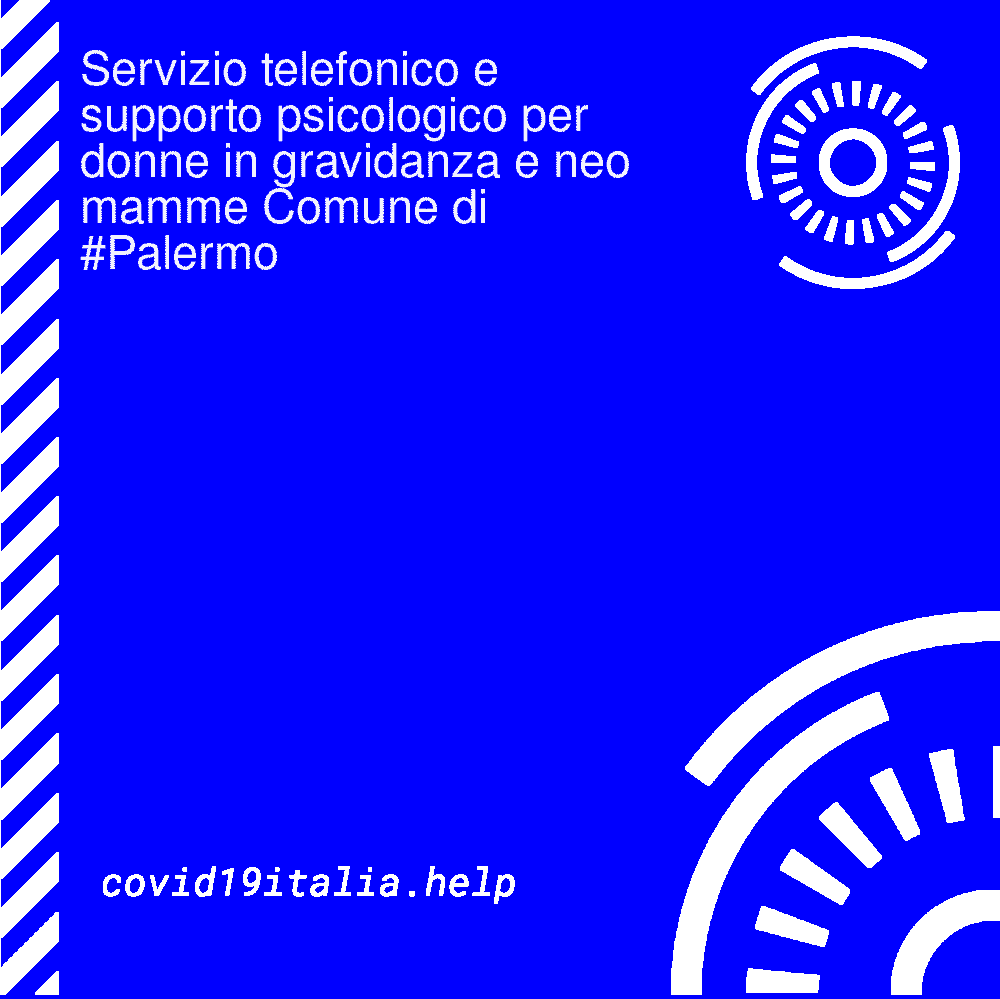 Servizio telefonico e
supporto psicologico per
donne in gravidanza e neo
mamme Comune di
#Palermo
covid19italia.help